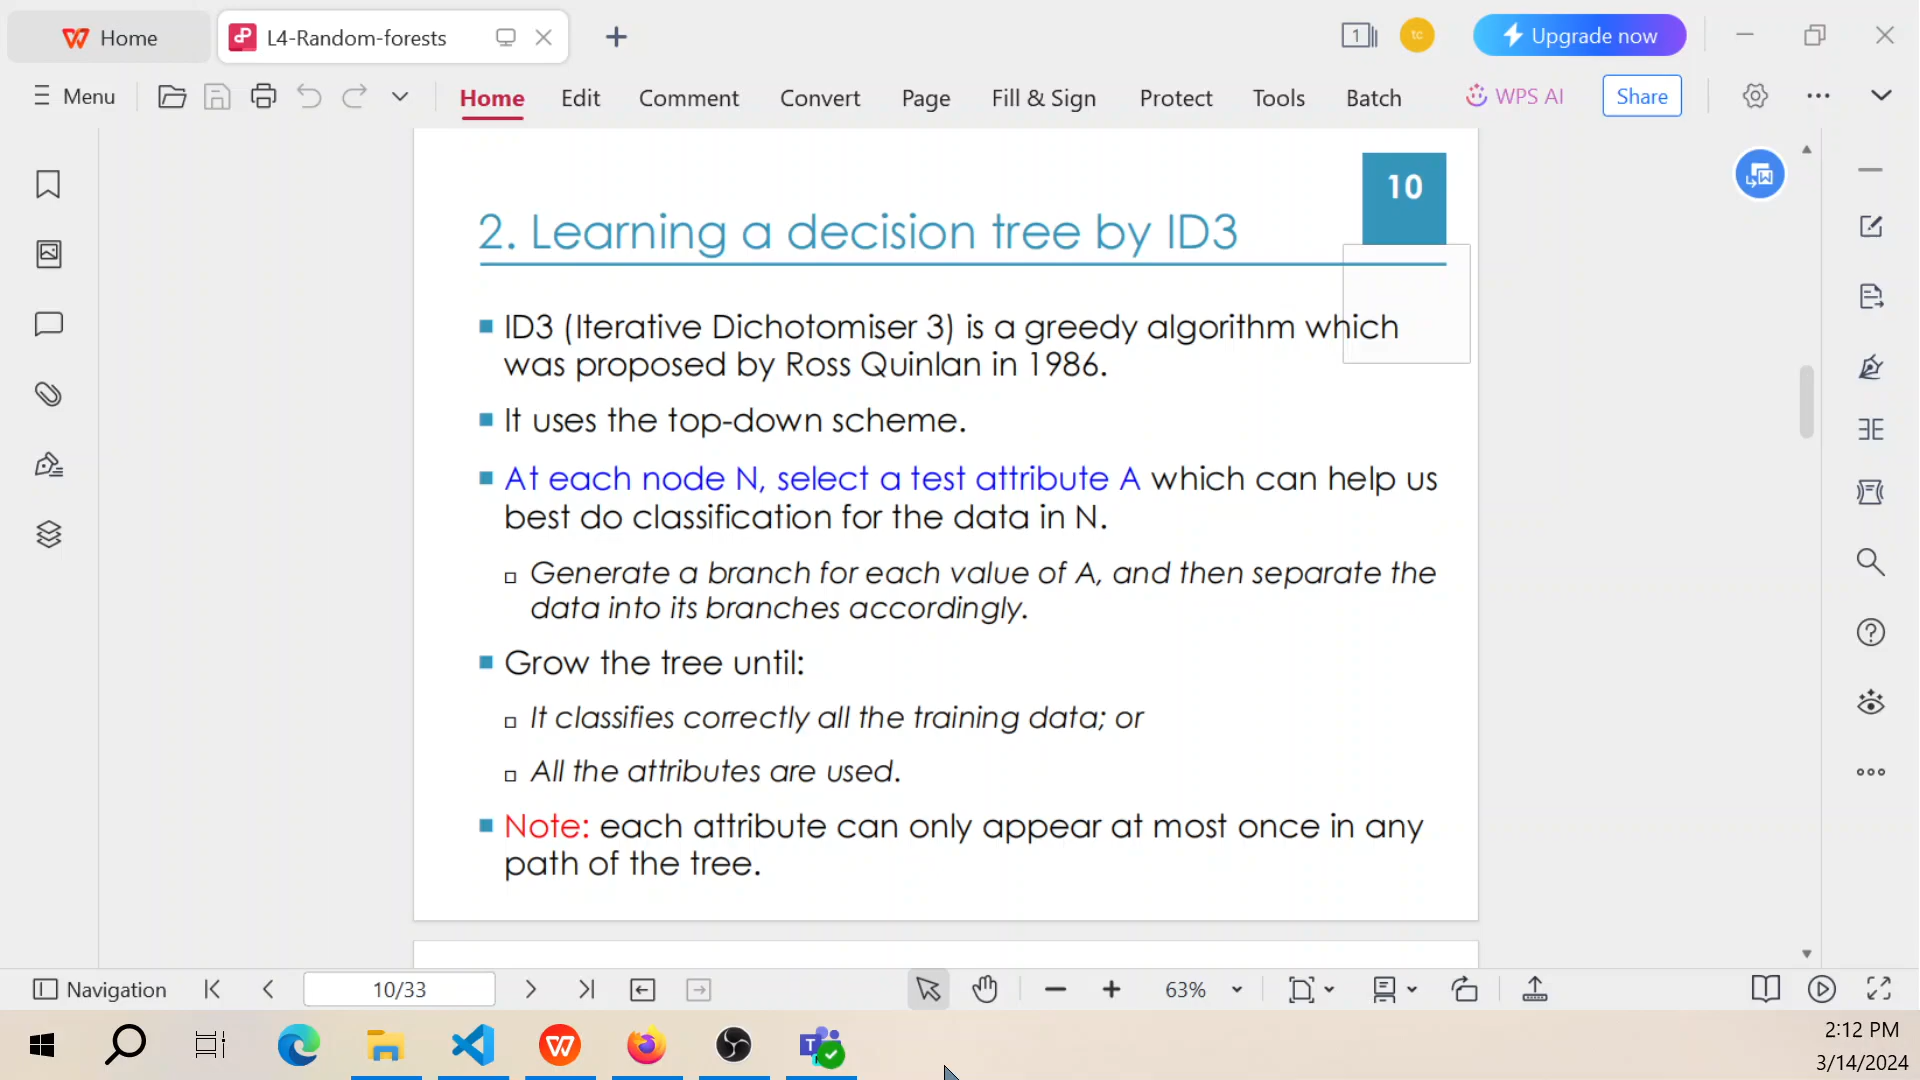 Home
L4-Random-forests
1
tc
Upgrade now
Menu
Home
Edit
Comment
Convert
Page
Fill & Sign
Protect
Tools
Batch
WPS AI
Share
10
2. Learning a decision tree by ID3
ID3 (Iterative Dichotomiser 3) is a greedy algorithm which
was proposed by Ross Quinlan in 1986.
It uses the top-down scheme.
At each node N, select a test attribute A which can help us
best do classification for the data in N.
Generate a branch for each value of A, and then separate the
data into its branches accordingly.
Grow the tree until:
It classifies correctly all the training data; or
All the attributes are used.
Note: each attribute can only appear at most once in any
path of the tree.
Navigation
10/33
63%
2:12 PM
3/14/2024